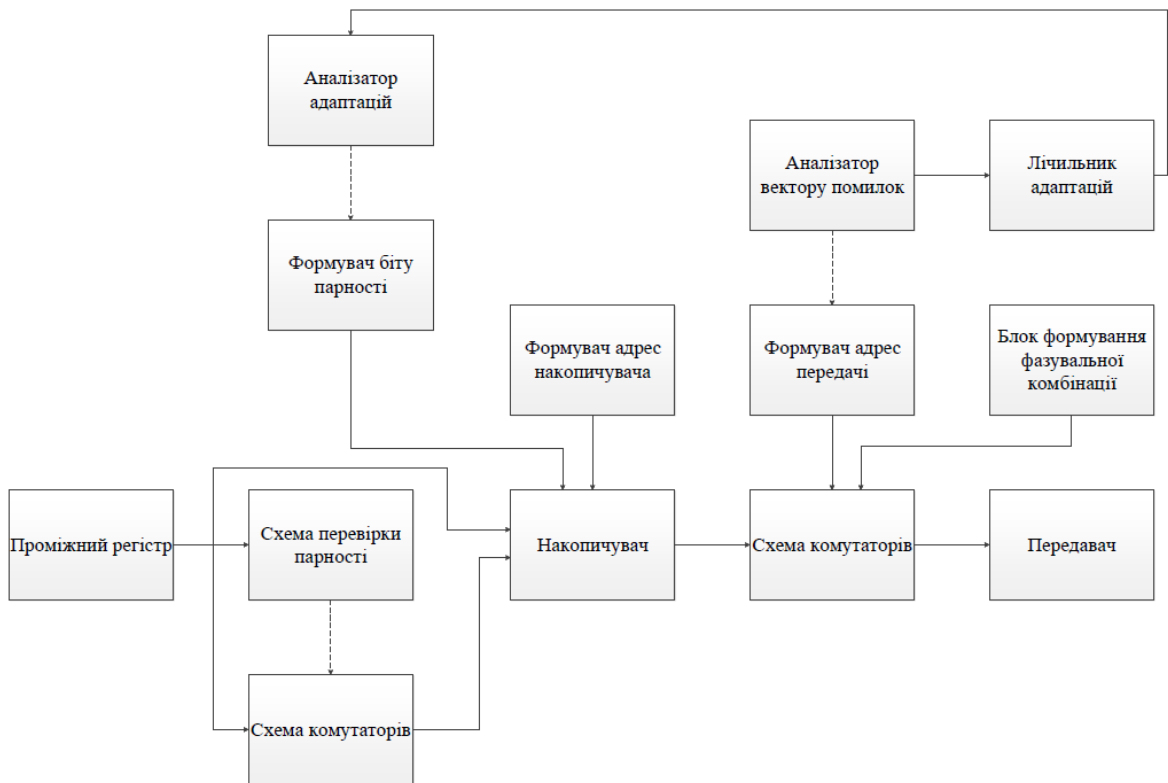 Аналізатор
адаптацій
Аналізатор
вектору помилок
Лічильник
адаптацій
Формувач біту
парності
Формувач адрес
накопичувача
Формувач адрес
передачі
Блок формування
фазувальної
комбінації
Проміжний регістр
Схема перевірки
парності
Накопичувач
Схема комутаторів
Передавач
Схема комутаторів